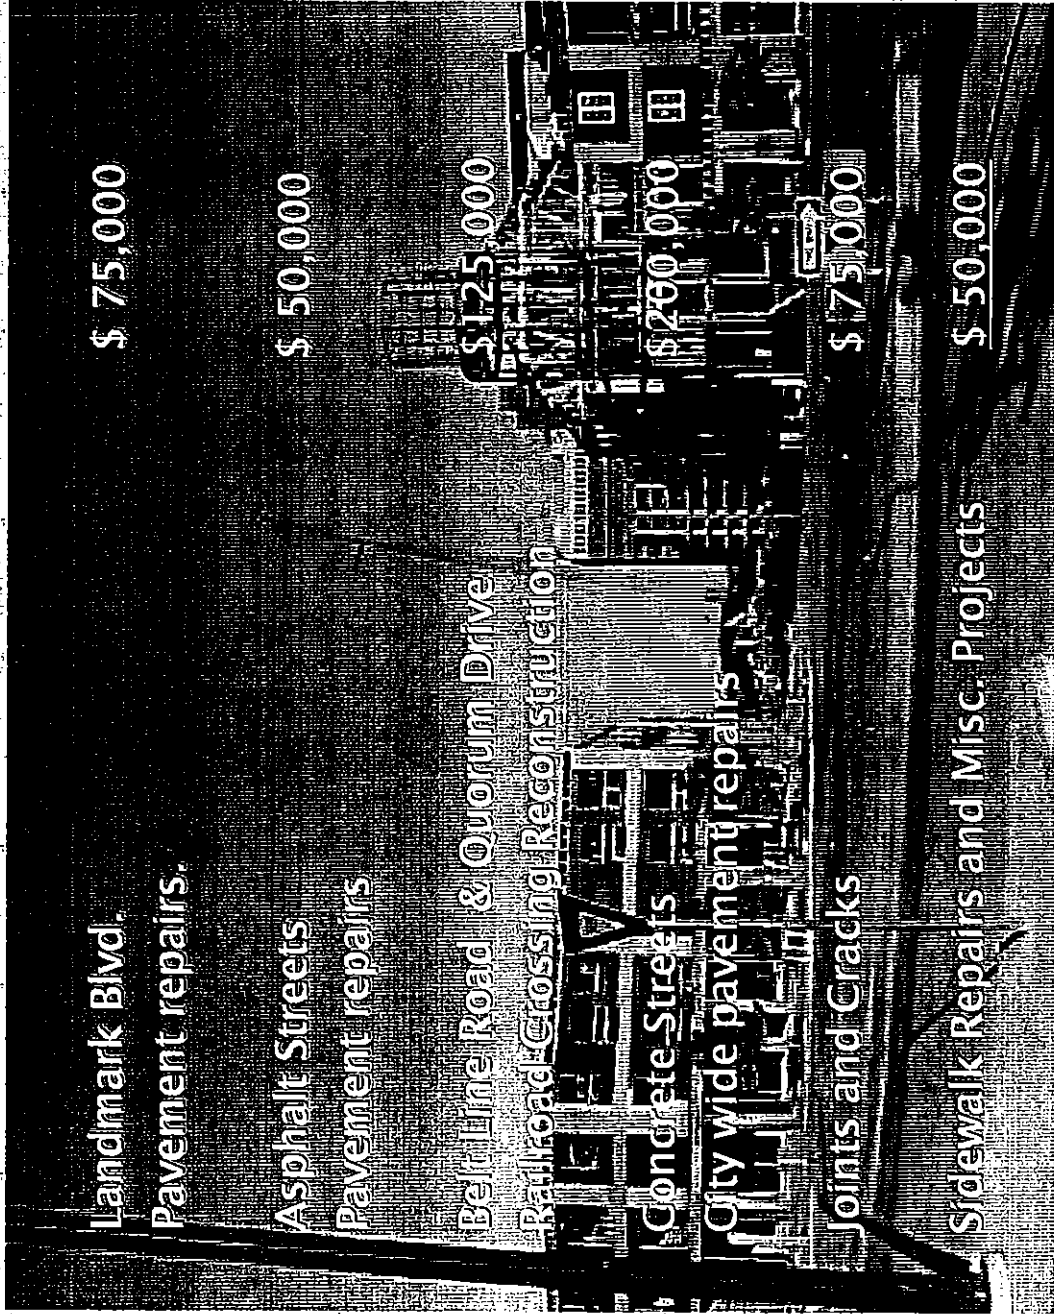 Landmark Blvd. $ 75,000
Pavement repairs.
Asphalt Streets $ 50,000
Pavement repairs
Belt Line Road & Quorum Drive $125,000
Railroad Crossing Reconstruction
Concrete Streets $200,000
City wide pavement repairs
Joints and Cracks $ 75,000
Sidewalk Repairs and Misc. Projects $ 50,000